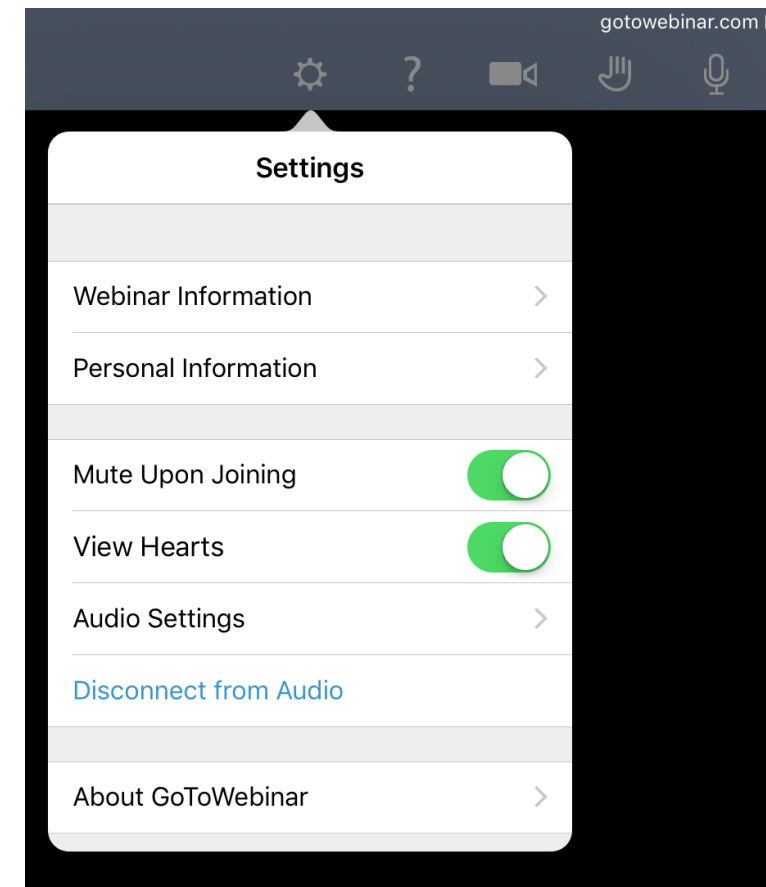 gotowebinar.com
?
Settings
Webinar Information
Personal Information
Mute Upon Joining
View Hearts
Audio Settings
Disconnect from Audio
About GoToWebinar